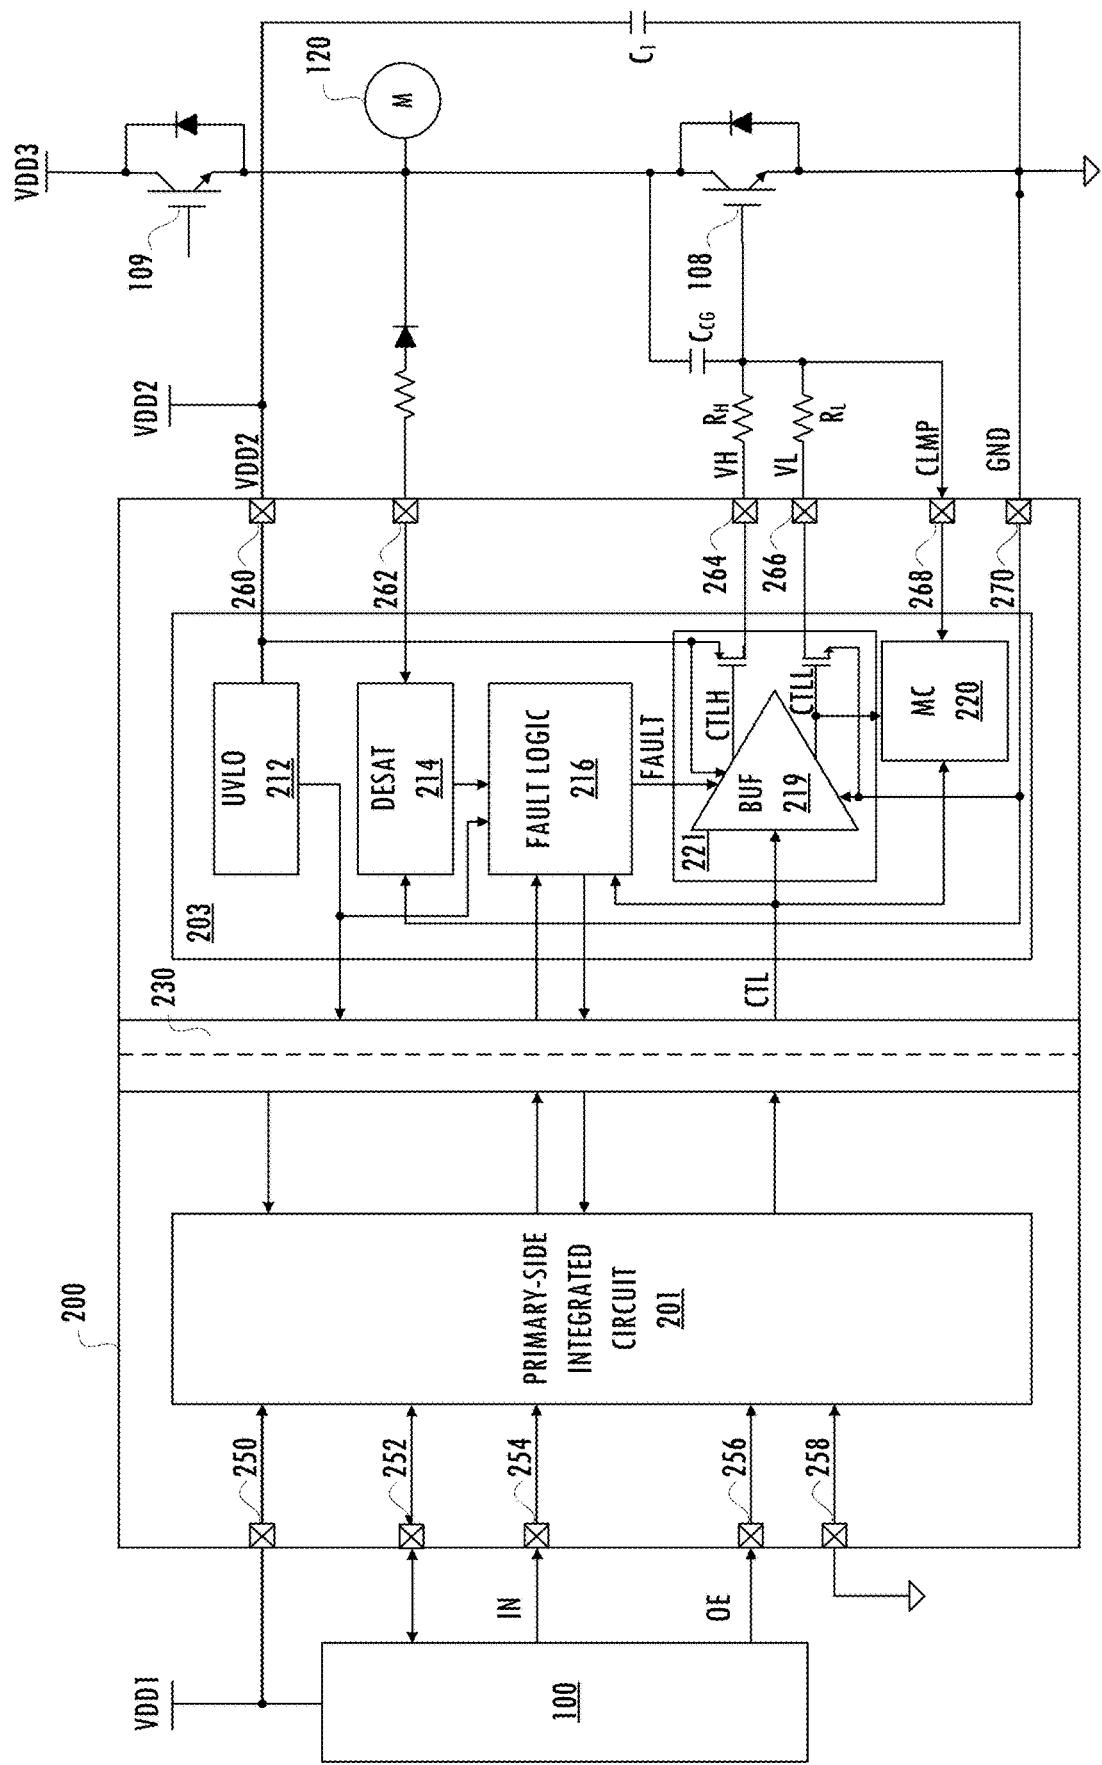 VDD1
100
IN
OE
200
250
252
254
256
258
PRIMARY-SIDE
INTEGRATED
CIRCUIT
201
230
CTL
203
UVLO
212
DESAT
214
FAULT LOGIC
216
FAULT
221
BUF
219
CTLH
CTLL
MC
220
260
262
264
266
268
270
VDD2
VH
VL
CLMP
GND
VDD2
RH
RL
CCG
109
108
VDD3
120
M
C1